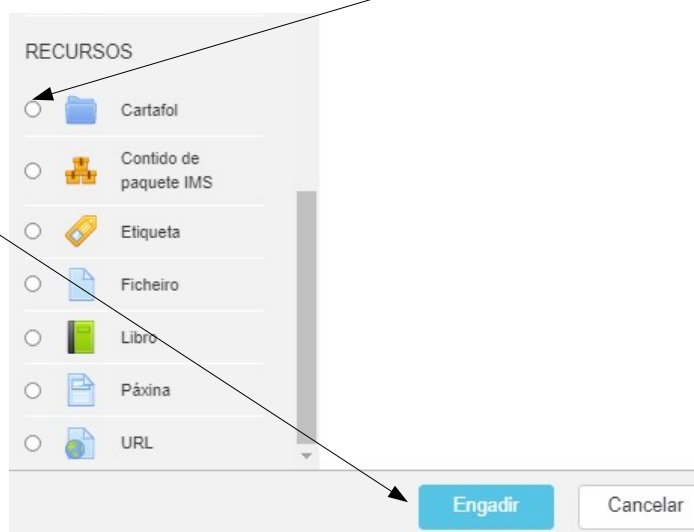 RECURSOS
Cartafol
Contido de
paquete IMS
Etiqueta
Ficheiro
Libro
Páxina
URL
Engadir
Cancelar